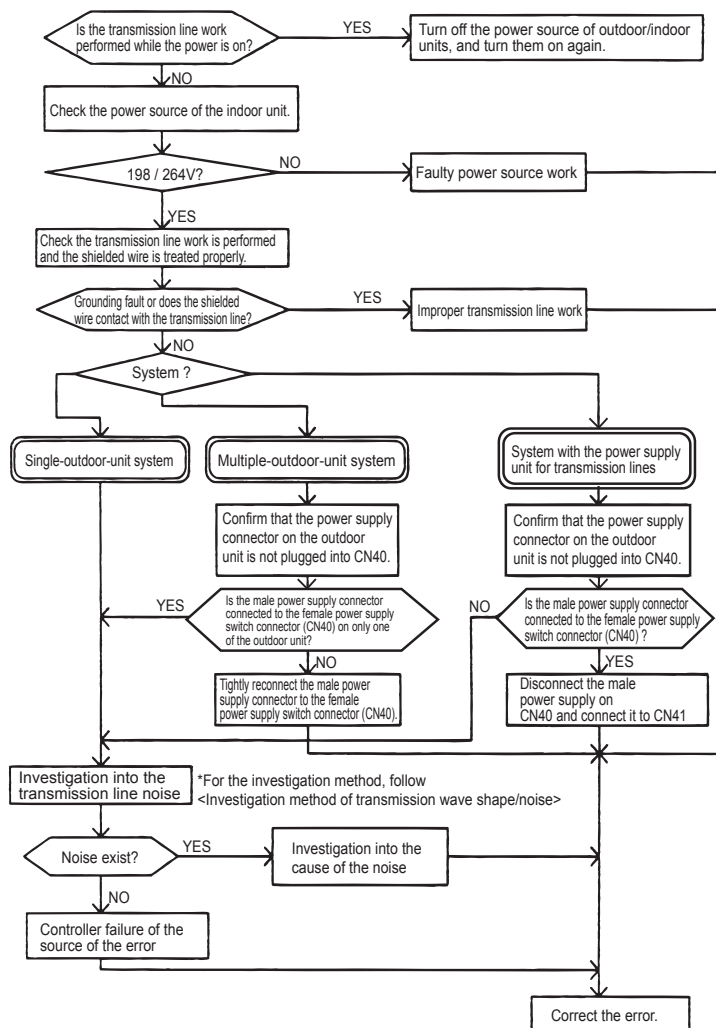 Is the transmission line work
performed while the power is on?
YES
Turn off the power source of outdoor/indoor
units, and turn them on again.
NO
Check the power source of the indoor unit.
198 / 264V?
NO
Faulty power source work
YES
Check the transmission line work is performed
and the shielded wire is treated properly.
Grounding fault or does the shielded
wire contact with the transmission line?
YES
Improper transmission line work
NO
System ?
Single-outdoor-unit system
Multiple-outdoor-unit system
System with the power supply
unit for transmission lines
Confirm that the power supply
connector on the outdoor
unit is not plugged into CN40.
Confirm that the power supply
connector on the outdoor
unit is not plugged into CN40.
YES
Is the male power supply connector
connected to the female power supply
switch connector (CN40) on only one
of the outdoor unit?
NO
Is the male power supply connector
connected to the female power supply
switch connector (CN40) ?
NO
YES
Tightly reconnect the male power
supply connector to the female
power supply switch connector (CN40).
Disconnect the male
power supply on
CN40 and connect it to CN41
Investigation into the
transmission line noise
*For the investigation method, follow
<Investigation method of transmission wave shape/noise>
Noise exist?
YES
Investigation into the
cause of the noise
NO
Controller failure of the
source of the error
Correct the error.